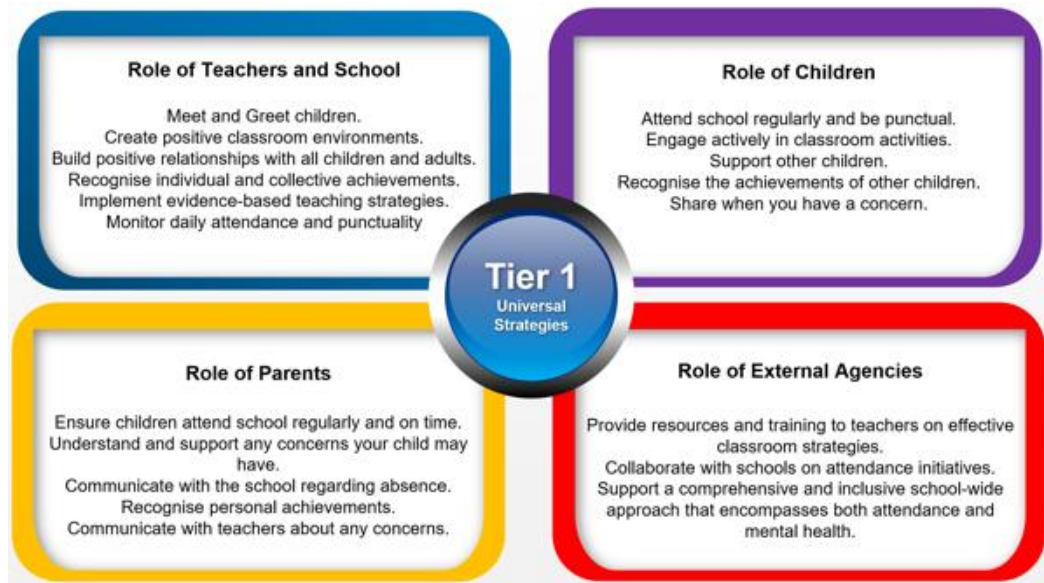 Role of Teachers and School
Meet and Greet children.
Create positive classroom environments.
Build positive relationships with all children and adults.
Recognise individual and collective achievements.
Implement evidence-based teaching strategies.
Monitor daily attendance and punctuality
Role of Children
Attend school regularly and be punctual.
Engage actively in classroom activities.
Support other children.
Recognise the achievements of other children.
Share when you have a concern.
Tier 1
Universal
Strategies
Role of Parents
Ensure children attend school regularly and on time.
Understand and support any concerns your child may
have.
Communicate with the school regarding absence.
Recognise personal achievements.
Communicate with teachers about any concerns.
Role of External Agencies
Provide resources and training to teachers on effective
classroom strategies.
Collaborate with schools on attendance initiatives.
Support a comprehensive and inclusive school-wide
approach that encompasses both attendance and
mental health.